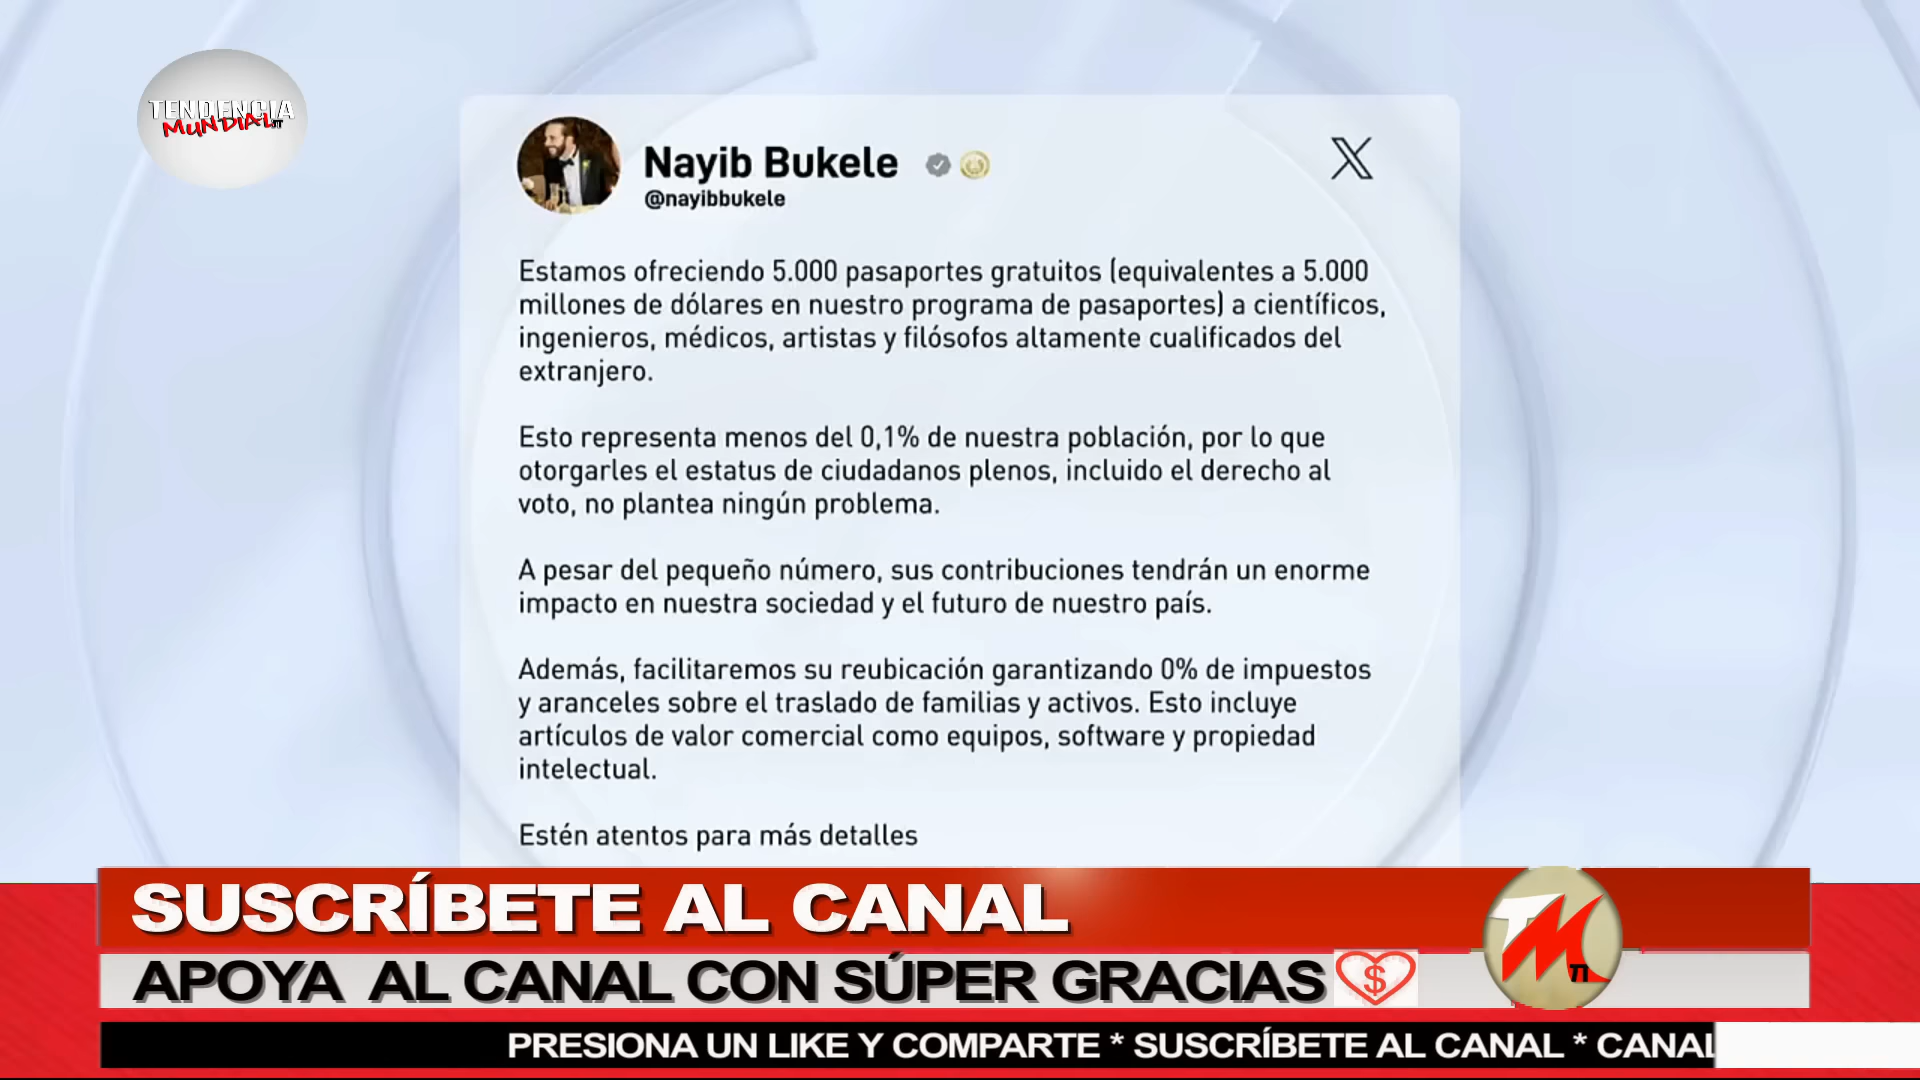 TENDENCIA
MUNDIAL
Nayib Bukele
@nayibbukele
Estamos ofreciendo 5.000 pasaportes gratuitos (equivalentes a 5.000
millones de dólares en nuestro programa de pasaportes) a científicos,
ingenieros, médicos, artistas y filósofos altamente cualificados del
extranjero.
Esto representa menos del 0,1% de nuestra población, por lo que
otorgarles el estatus de ciudadanos plenos, incluido el derecho al
voto, no plantea ningún problema.
A pesar del pequeño número, sus contribuciones tendrán un enorme
impacto en nuestra sociedad y el futuro de nuestro país.
Además, facilitaremos su reubicación garantizando 0% de impuestos
y aranceles sobre el traslado de familias y activos. Esto incluye
artículos de valor comercial como equipos, software y propiedad
intelectual.
Estén atentos para más detalles
SUSCRÍBETE AL CANAL
APOYA AL CANAL CON SÚPER GRACIAS $
TM
PRESIONA UN LIKE Y COMPARTE * SUSCRÍBETE AL CANAL * CANAL